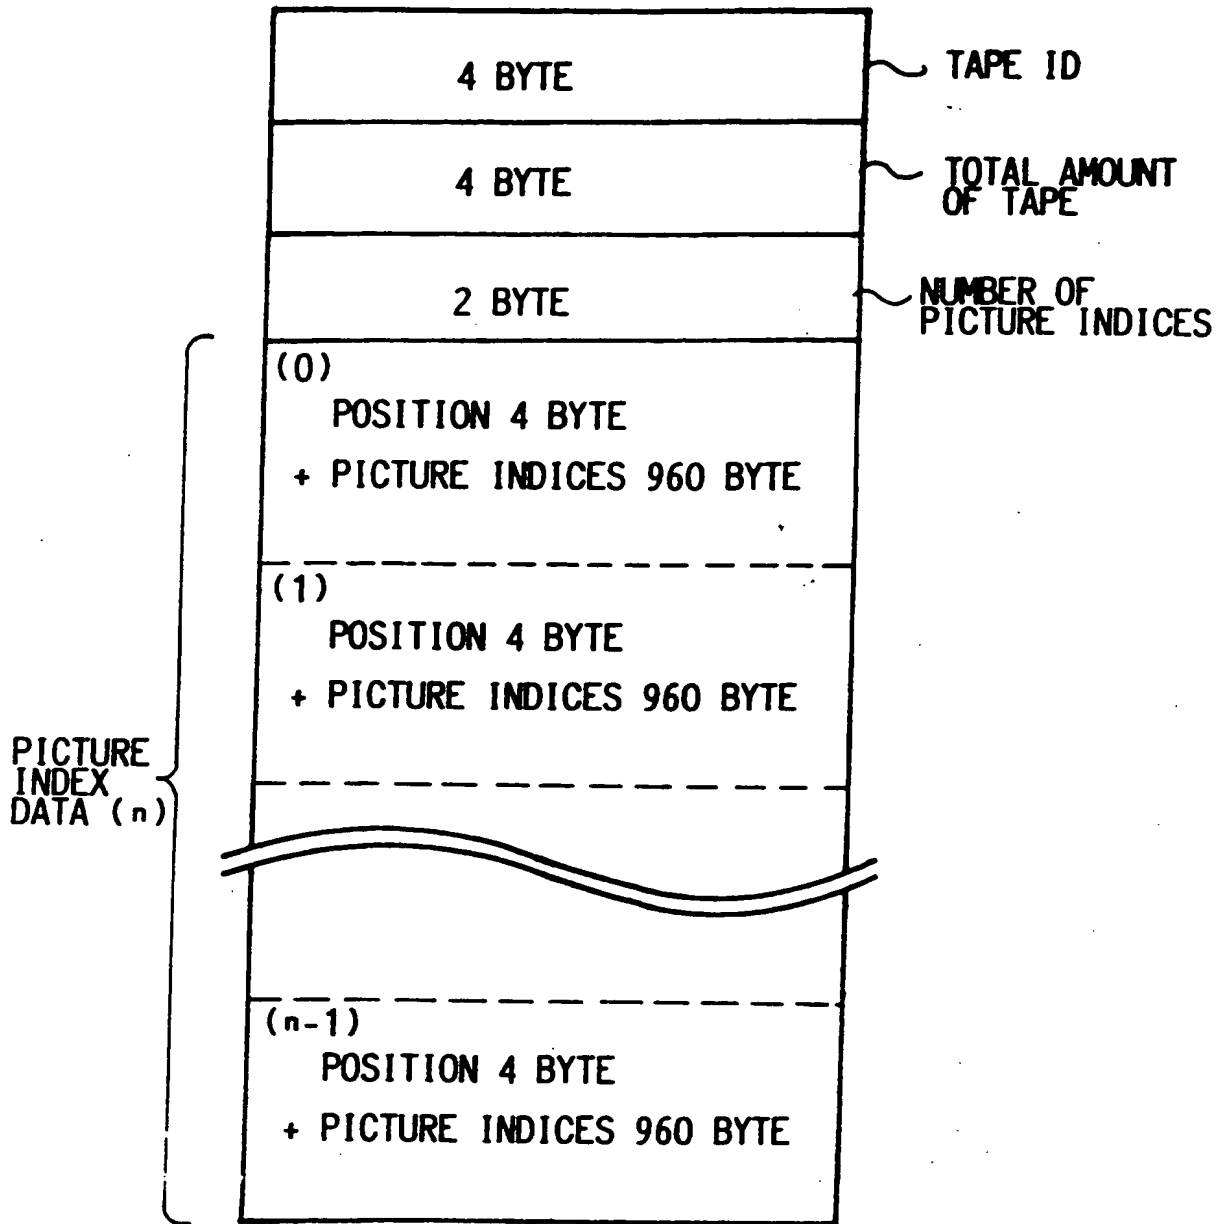 4 BYTE
TAPE ID
4 BYTE
TOTAL AMOUNT
OF TAPE
2 BYTE
NUMBER OF
PICTURE INDICES
(0)
POSITION 4 BYTE
+ PICTURE INDICES 960 BYTE
(1)
POSITION 4 BYTE
+ PICTURE INDICES 960 BYTE
PICTURE
INDEX
DATA (n)
(n-1)
POSITION 4 BYTE
+ PICTURE INDICES 960 BYTE